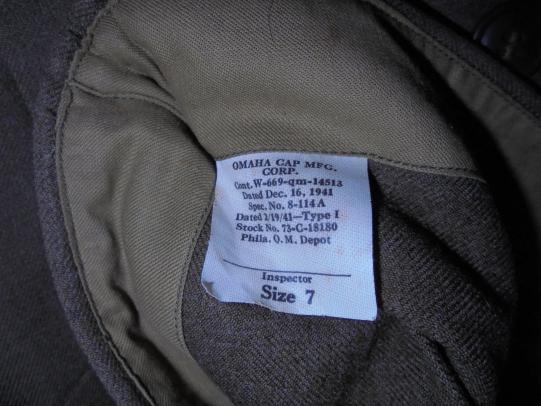 OMAHA CAP MFG.
CORP.
Cont. W-669-qm-14513
Dated Dec. 16, 1941
Spec. No. 8-114A
Dated 2/19/41—Type I
Stock No. 73-C-18180
Phila. Q.M. Depot
Inspector
Size 7